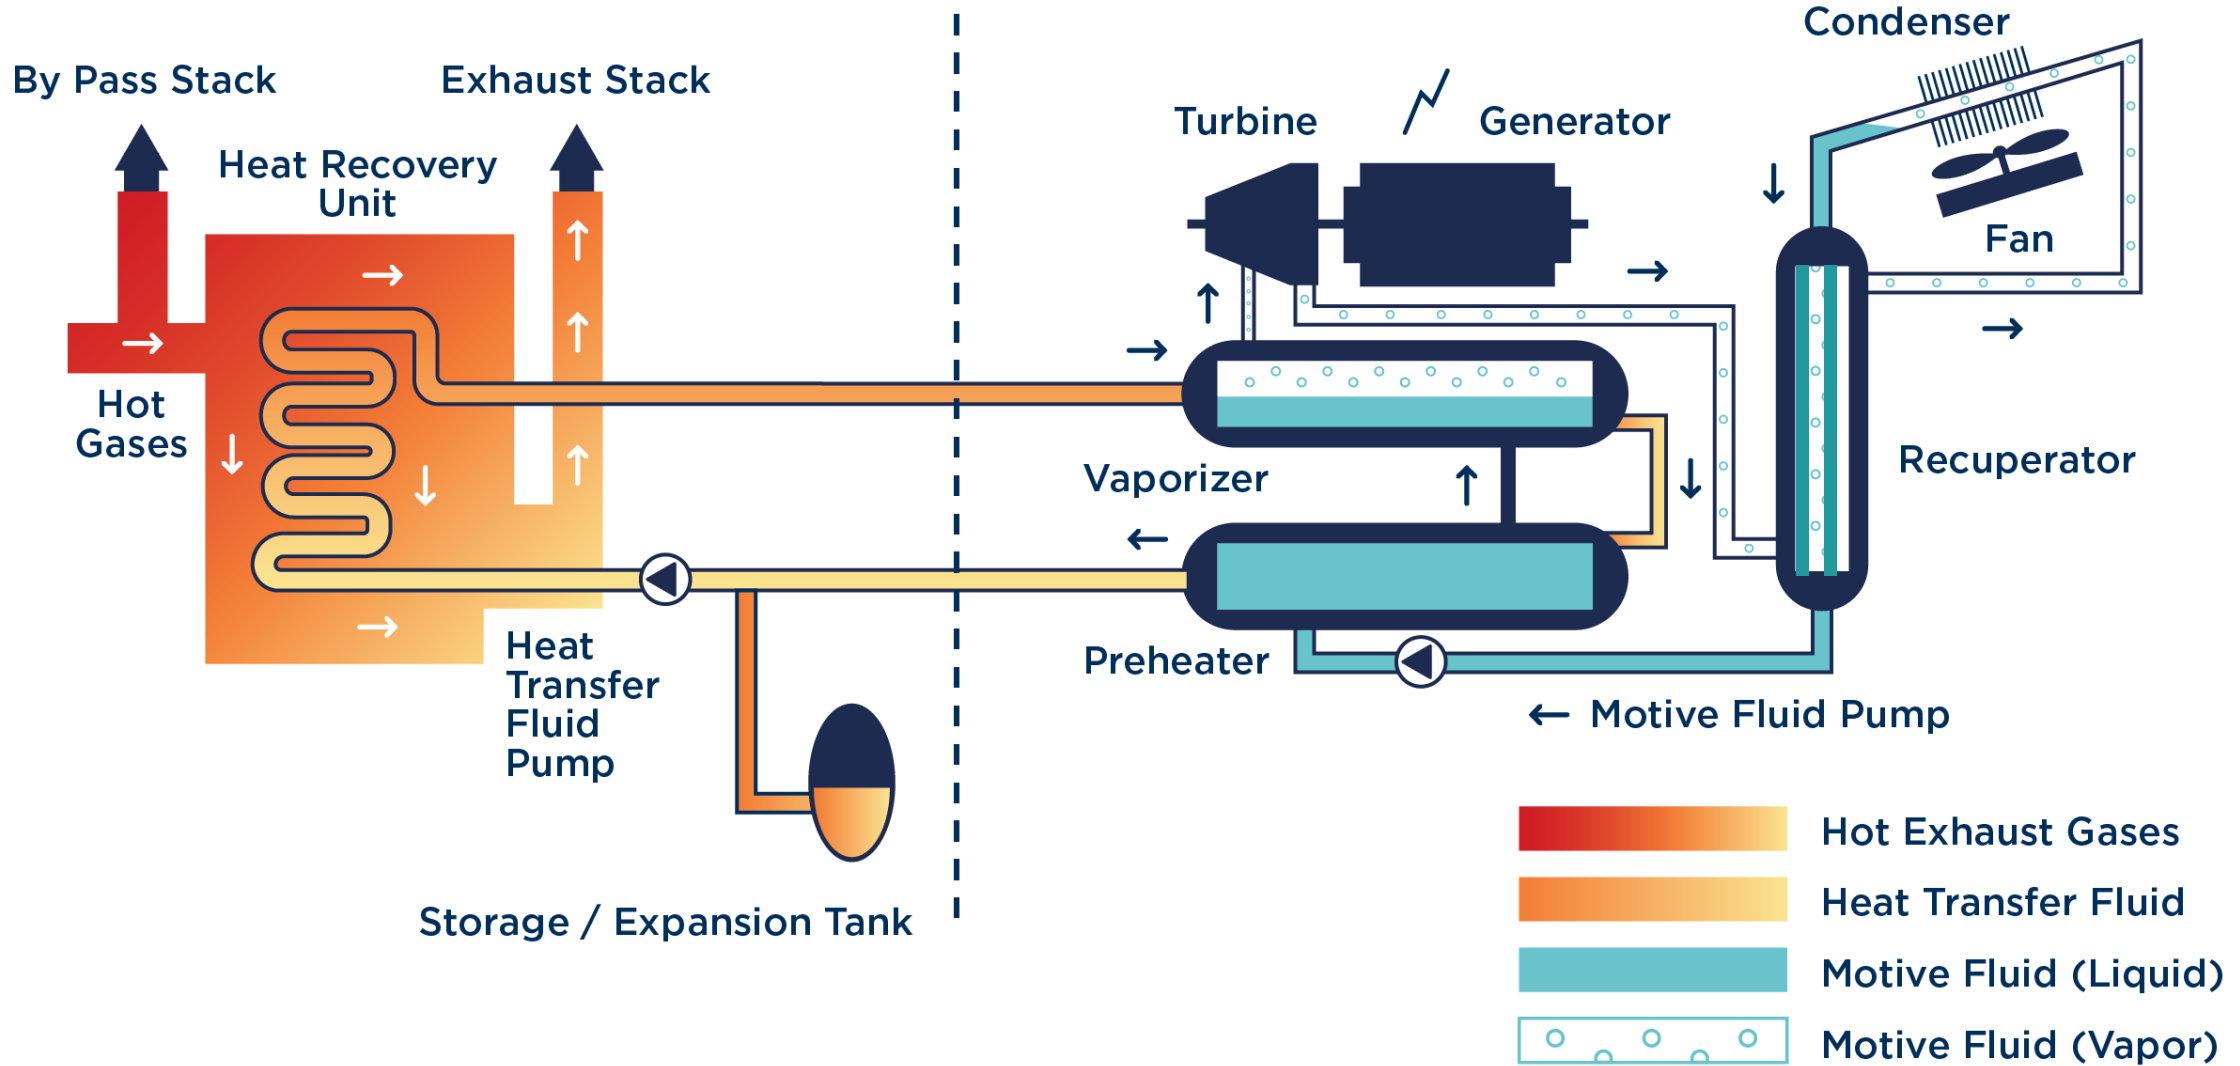 Condenser
By Pass Stack
Exhaust Stack
Turbine
Generator
Heat Recovery
Unit
Fan
Hot
Gases
Vaporizer
Recuperator
Heat
Transfer
Fluid
Pump
Preheater
← Motive Fluid Pump
Storage / Expansion Tank
Hot Exhaust Gases
Heat Transfer Fluid
Motive Fluid (Liquid)
Motive Fluid (Vapor)